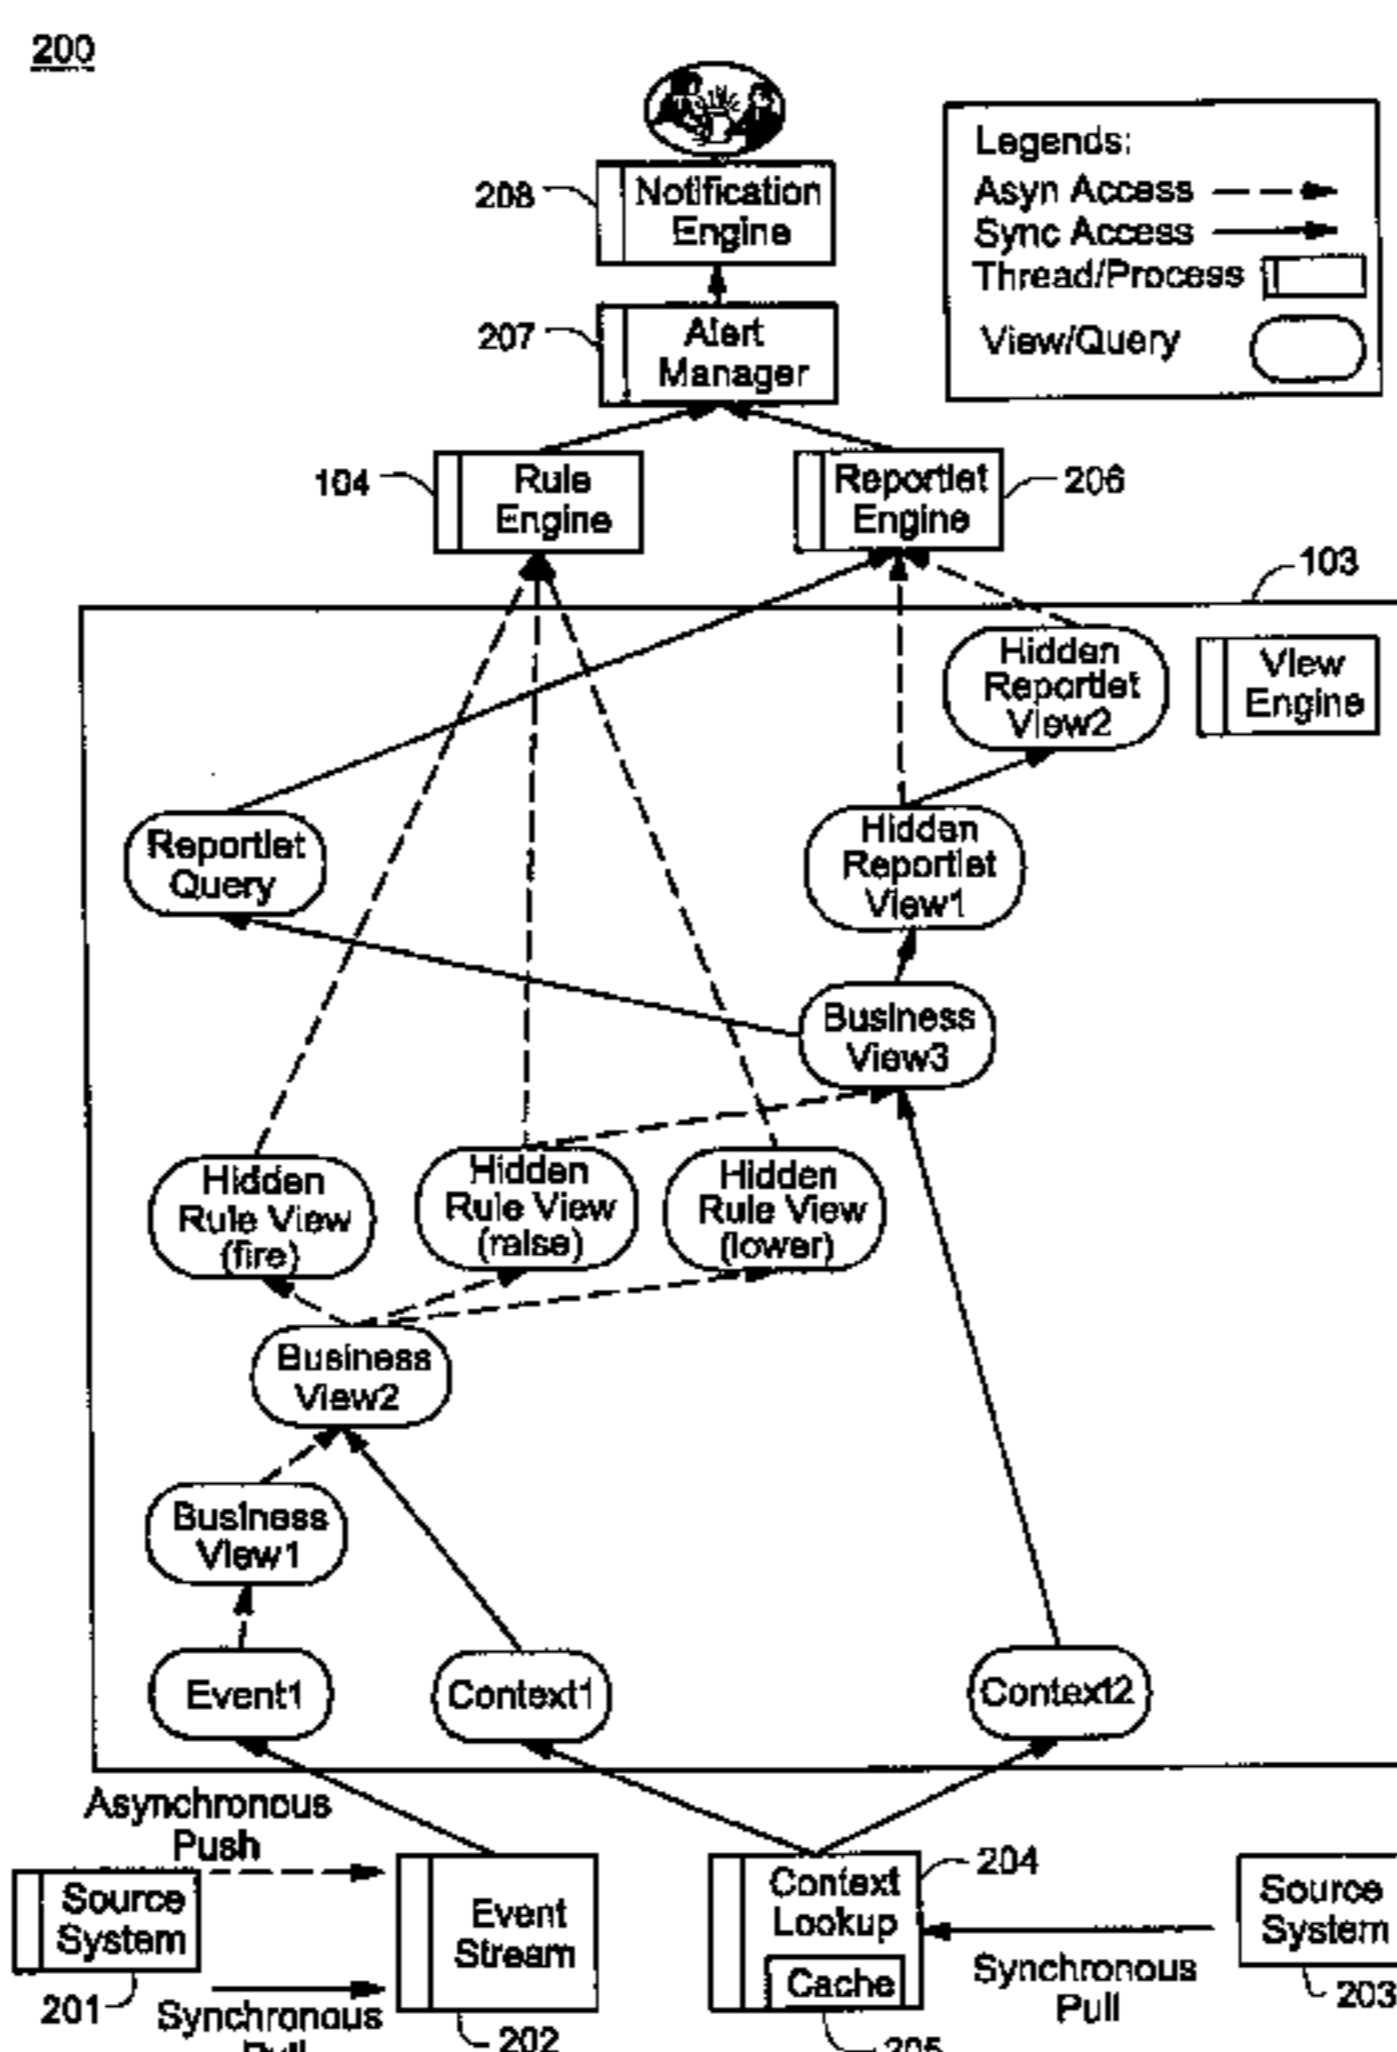 200
Legends:
Asyn Access
Sync Access
Thread/Process
View/Query
208
Notification
Engine
207
Alert
Manager
104
Rule
Engine
Reportlet
Engine
206
103
Hidden
Reportlet
View2
View
Engine
Reportlet
Query
Hidden
Reportlet
View1
Business
View3
Hidden
Rule View
(fire)
Hidden
Rule View
(raise)
Hidden
Rule View
(lower)
Business
View2
Business
View1
Event1
Context1
Context2
Asynchronous
Push
Source
System
201
Synchronous
Pull
Event
Stream
202
Context
Lookup
Cache
204
205
Synchronous
Pull
Source
System
203